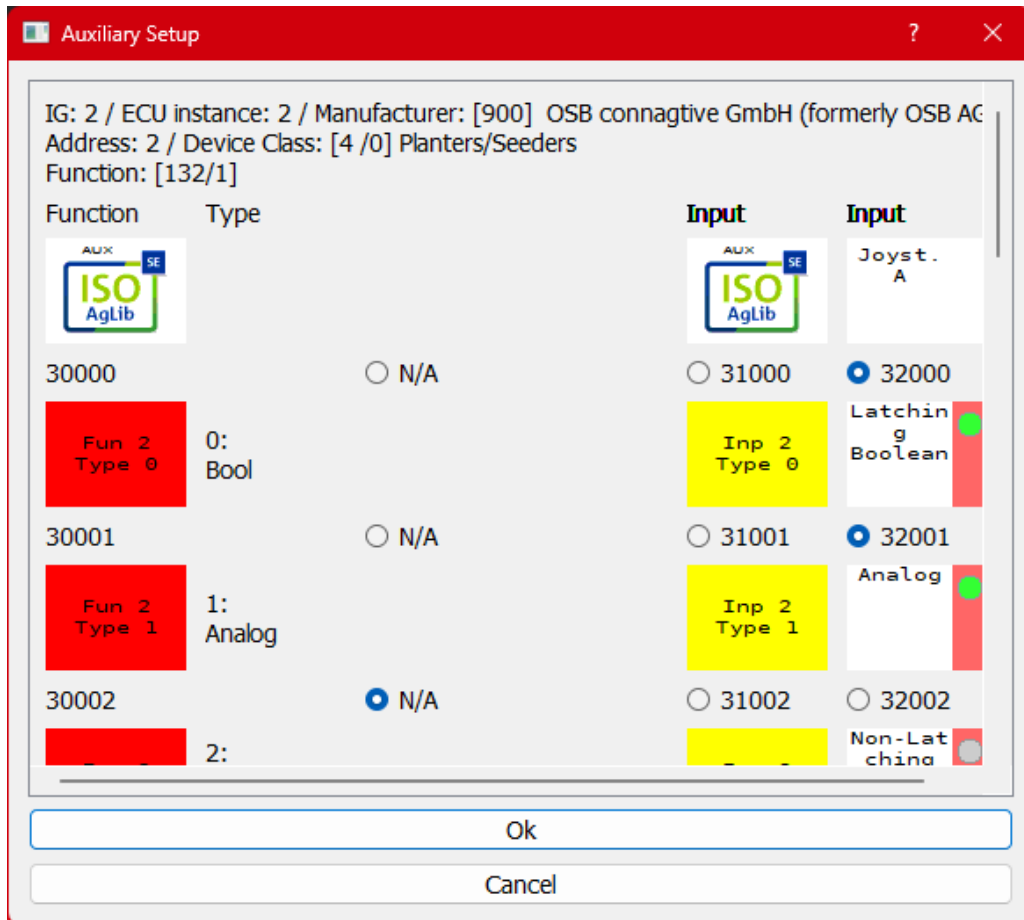 Auxiliary Setup ? ×
IG: 2 / ECU instance: 2 / Manufacturer: [900]  OSB connagtive GmbH (formerly OSB AG
Address: 2 / Device Class: [4 /0] Planters/Seeders
Function: [132/1]
Function Type Input Input
AUX
SE
ISO
AgLib
AUX
SE
ISO
AgLib
Joyst.
A
30000 N/A 31000 32000
Fun 2
Type 0
0:
Bool
Inp 2
Type 0
Latchin
g
Boolean
30001 N/A 31001 32001
Fun 2
Type 1
1:
Analog
Inp 2
Type 1
Analog
30002 N/A 31002 32002
2:
Non-Lat
ching
Ok
Cancel